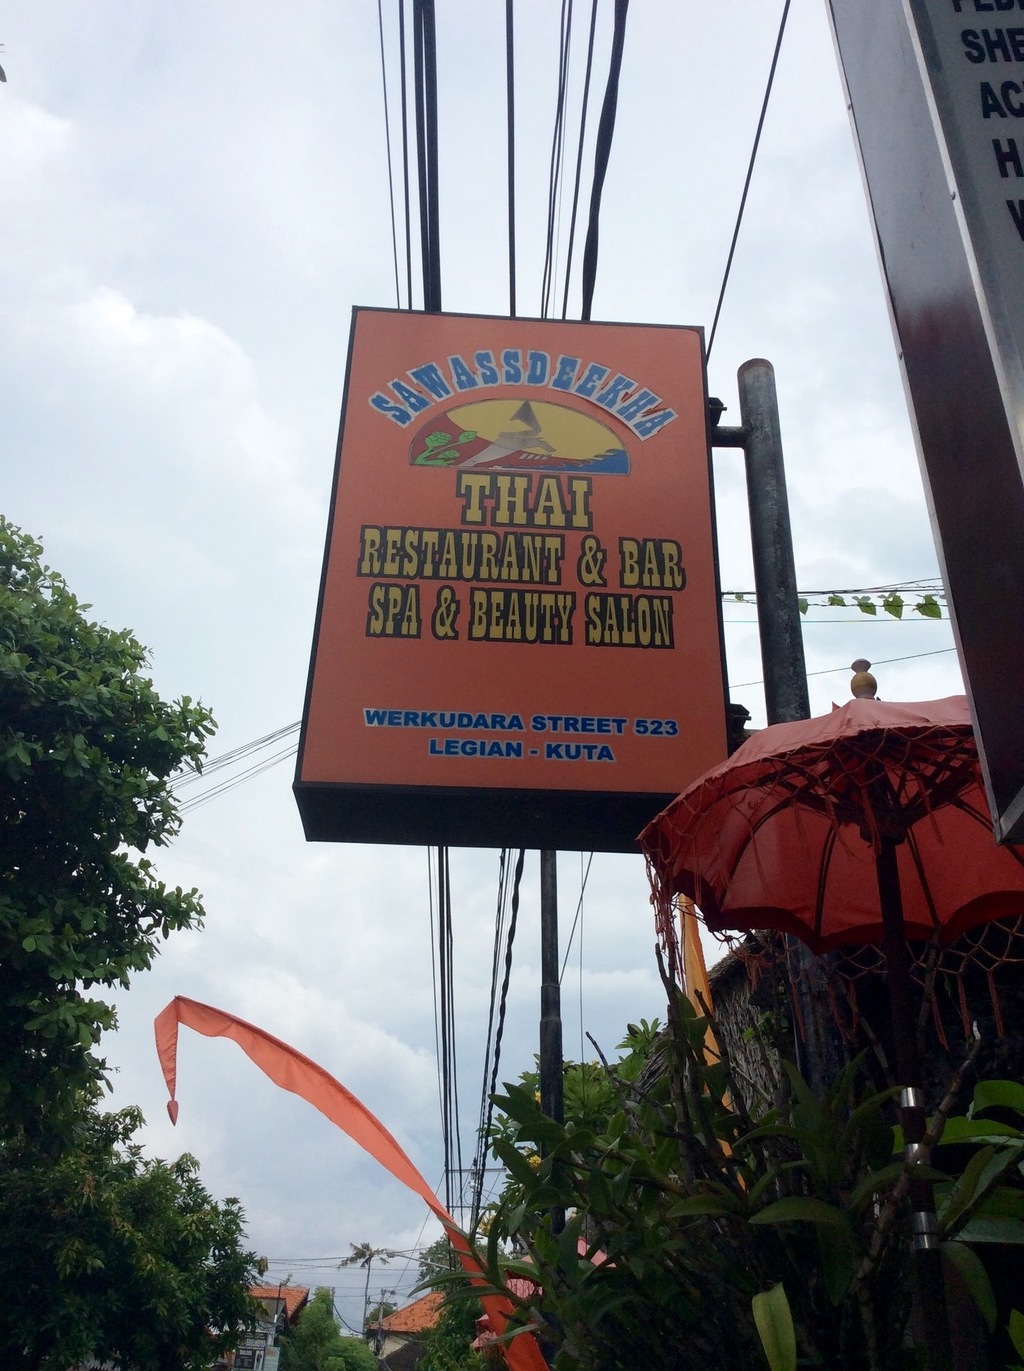 SAWASSDEEKHA
THAI
RESTAURANT & BAR
SPA & BEAUTY SALON
WERKUDARA STREET 523
LEGIAN - KUTA